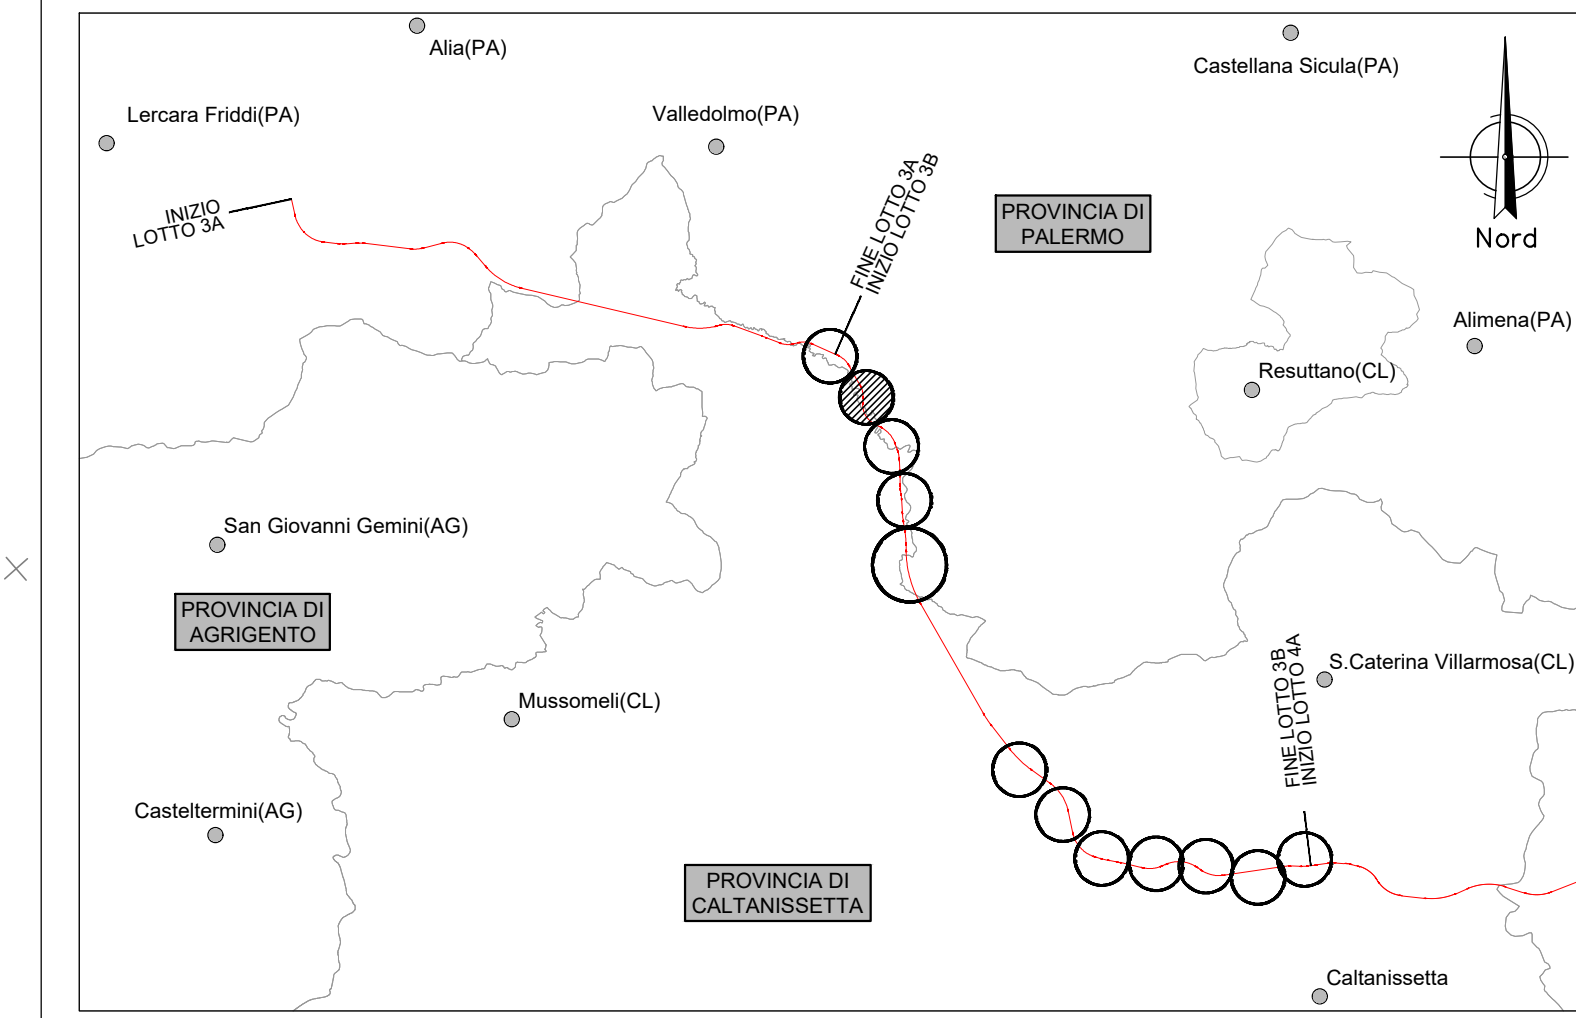 Alia(PA)
Castellana Sicula(PA)
Lercara Friddi(PA)
Valledolmo(PA)
INIZIO
LOTTO 3A
FINE LOTTO 3A
INIZIO LOTTO 3B
PROVINCIA DI
PALERMO
Nord
Alimena(PA)
Resuttano(CL)
San Giovanni Gemini(AG)
PROVINCIA DI
AGRIGENTO
Mussomeli(CL)
FINE LOTTO 3B
INIZIO LOTTO 4A
S.Caterina Villarmosa(CL)
Casteltermini(AG)
PROVINCIA DI
CALTANISSETTA
Caltanissetta